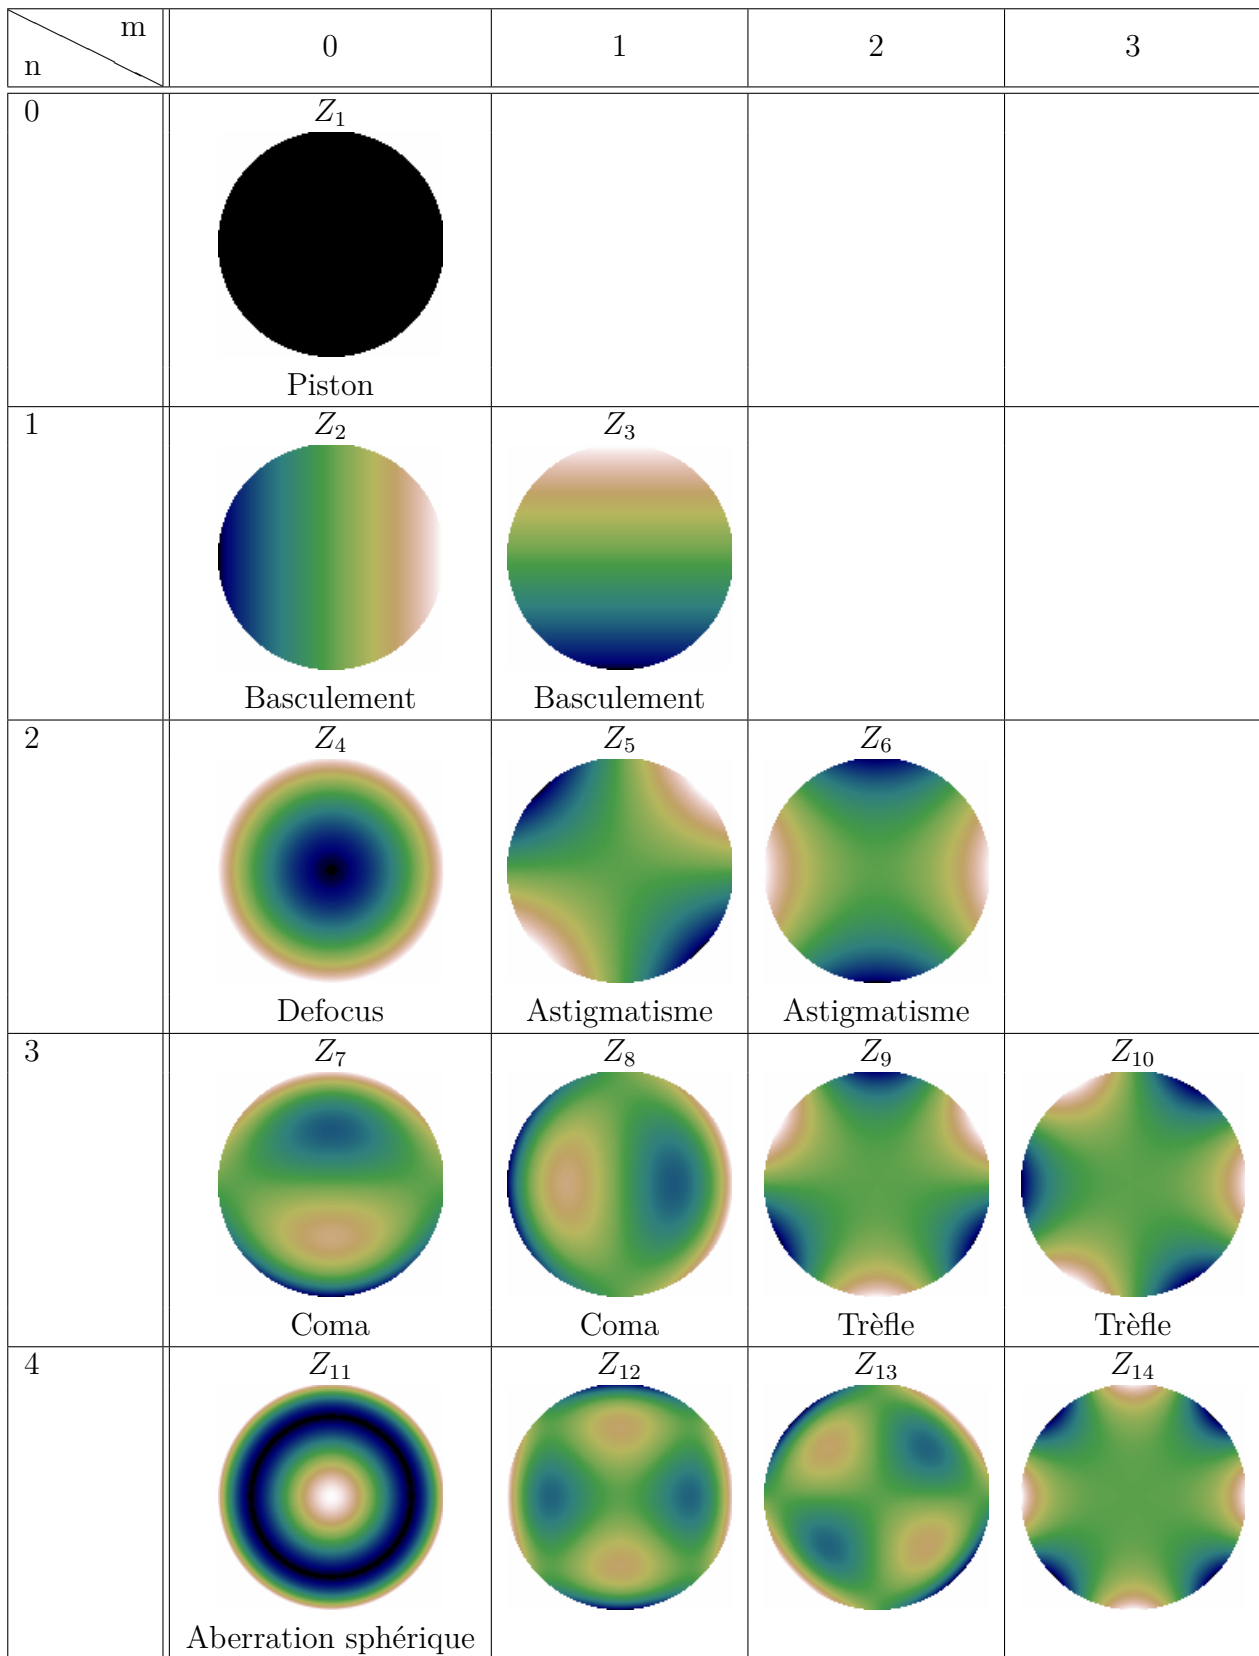 m
n
0 1 2 3
0
Z₁
Piston
1
Z₂ Z₃
Basculement Basculement
2
Z₄ Z₅ Z₆
Defocus Astigmatisme Astigmatisme
3
Z₇ Z₈ Z₉ Z₁₀
Coma Coma Trèfle Trèfle
4
Z₁₁ Z₁₂ Z₁₃ Z₁₄
Aberration sphérique